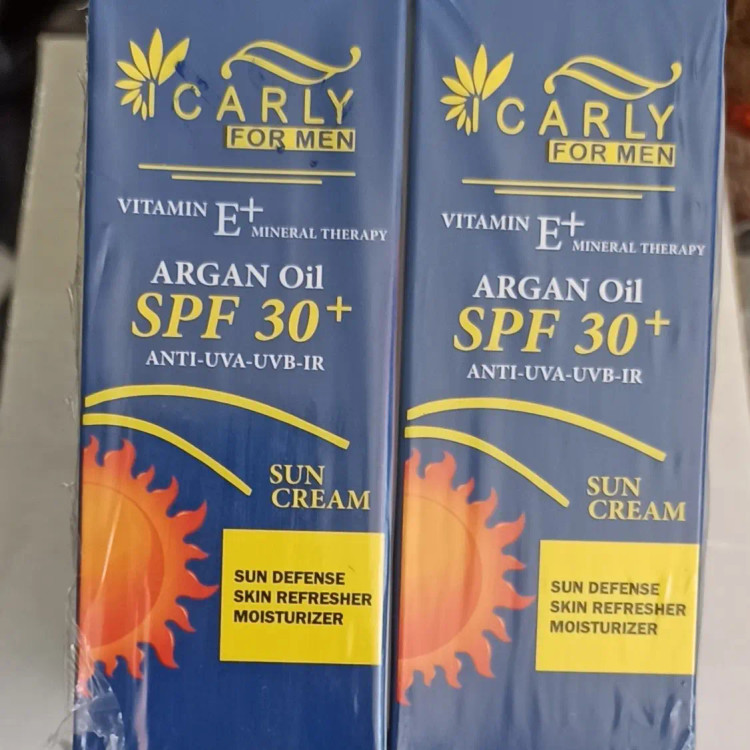 CARLY
FOR MEN
VITAMIN E+ MINERAL THERAPY
ARGAN Oil
SPF 30+
ANTI-UVA-UVB-IR
SUN
CREAM
SUN DEFENSE
SKIN REFRESHER
MOISTURIZER
CARLY
FOR MEN
VITAMIN E+ MINERAL THERAPY
ARGAN Oil
SPF 30+
ANTI-UVA-UVB-IR
SUN
CREAM
SUN DEFENSE
SKIN REFRESHER
MOISTURIZER